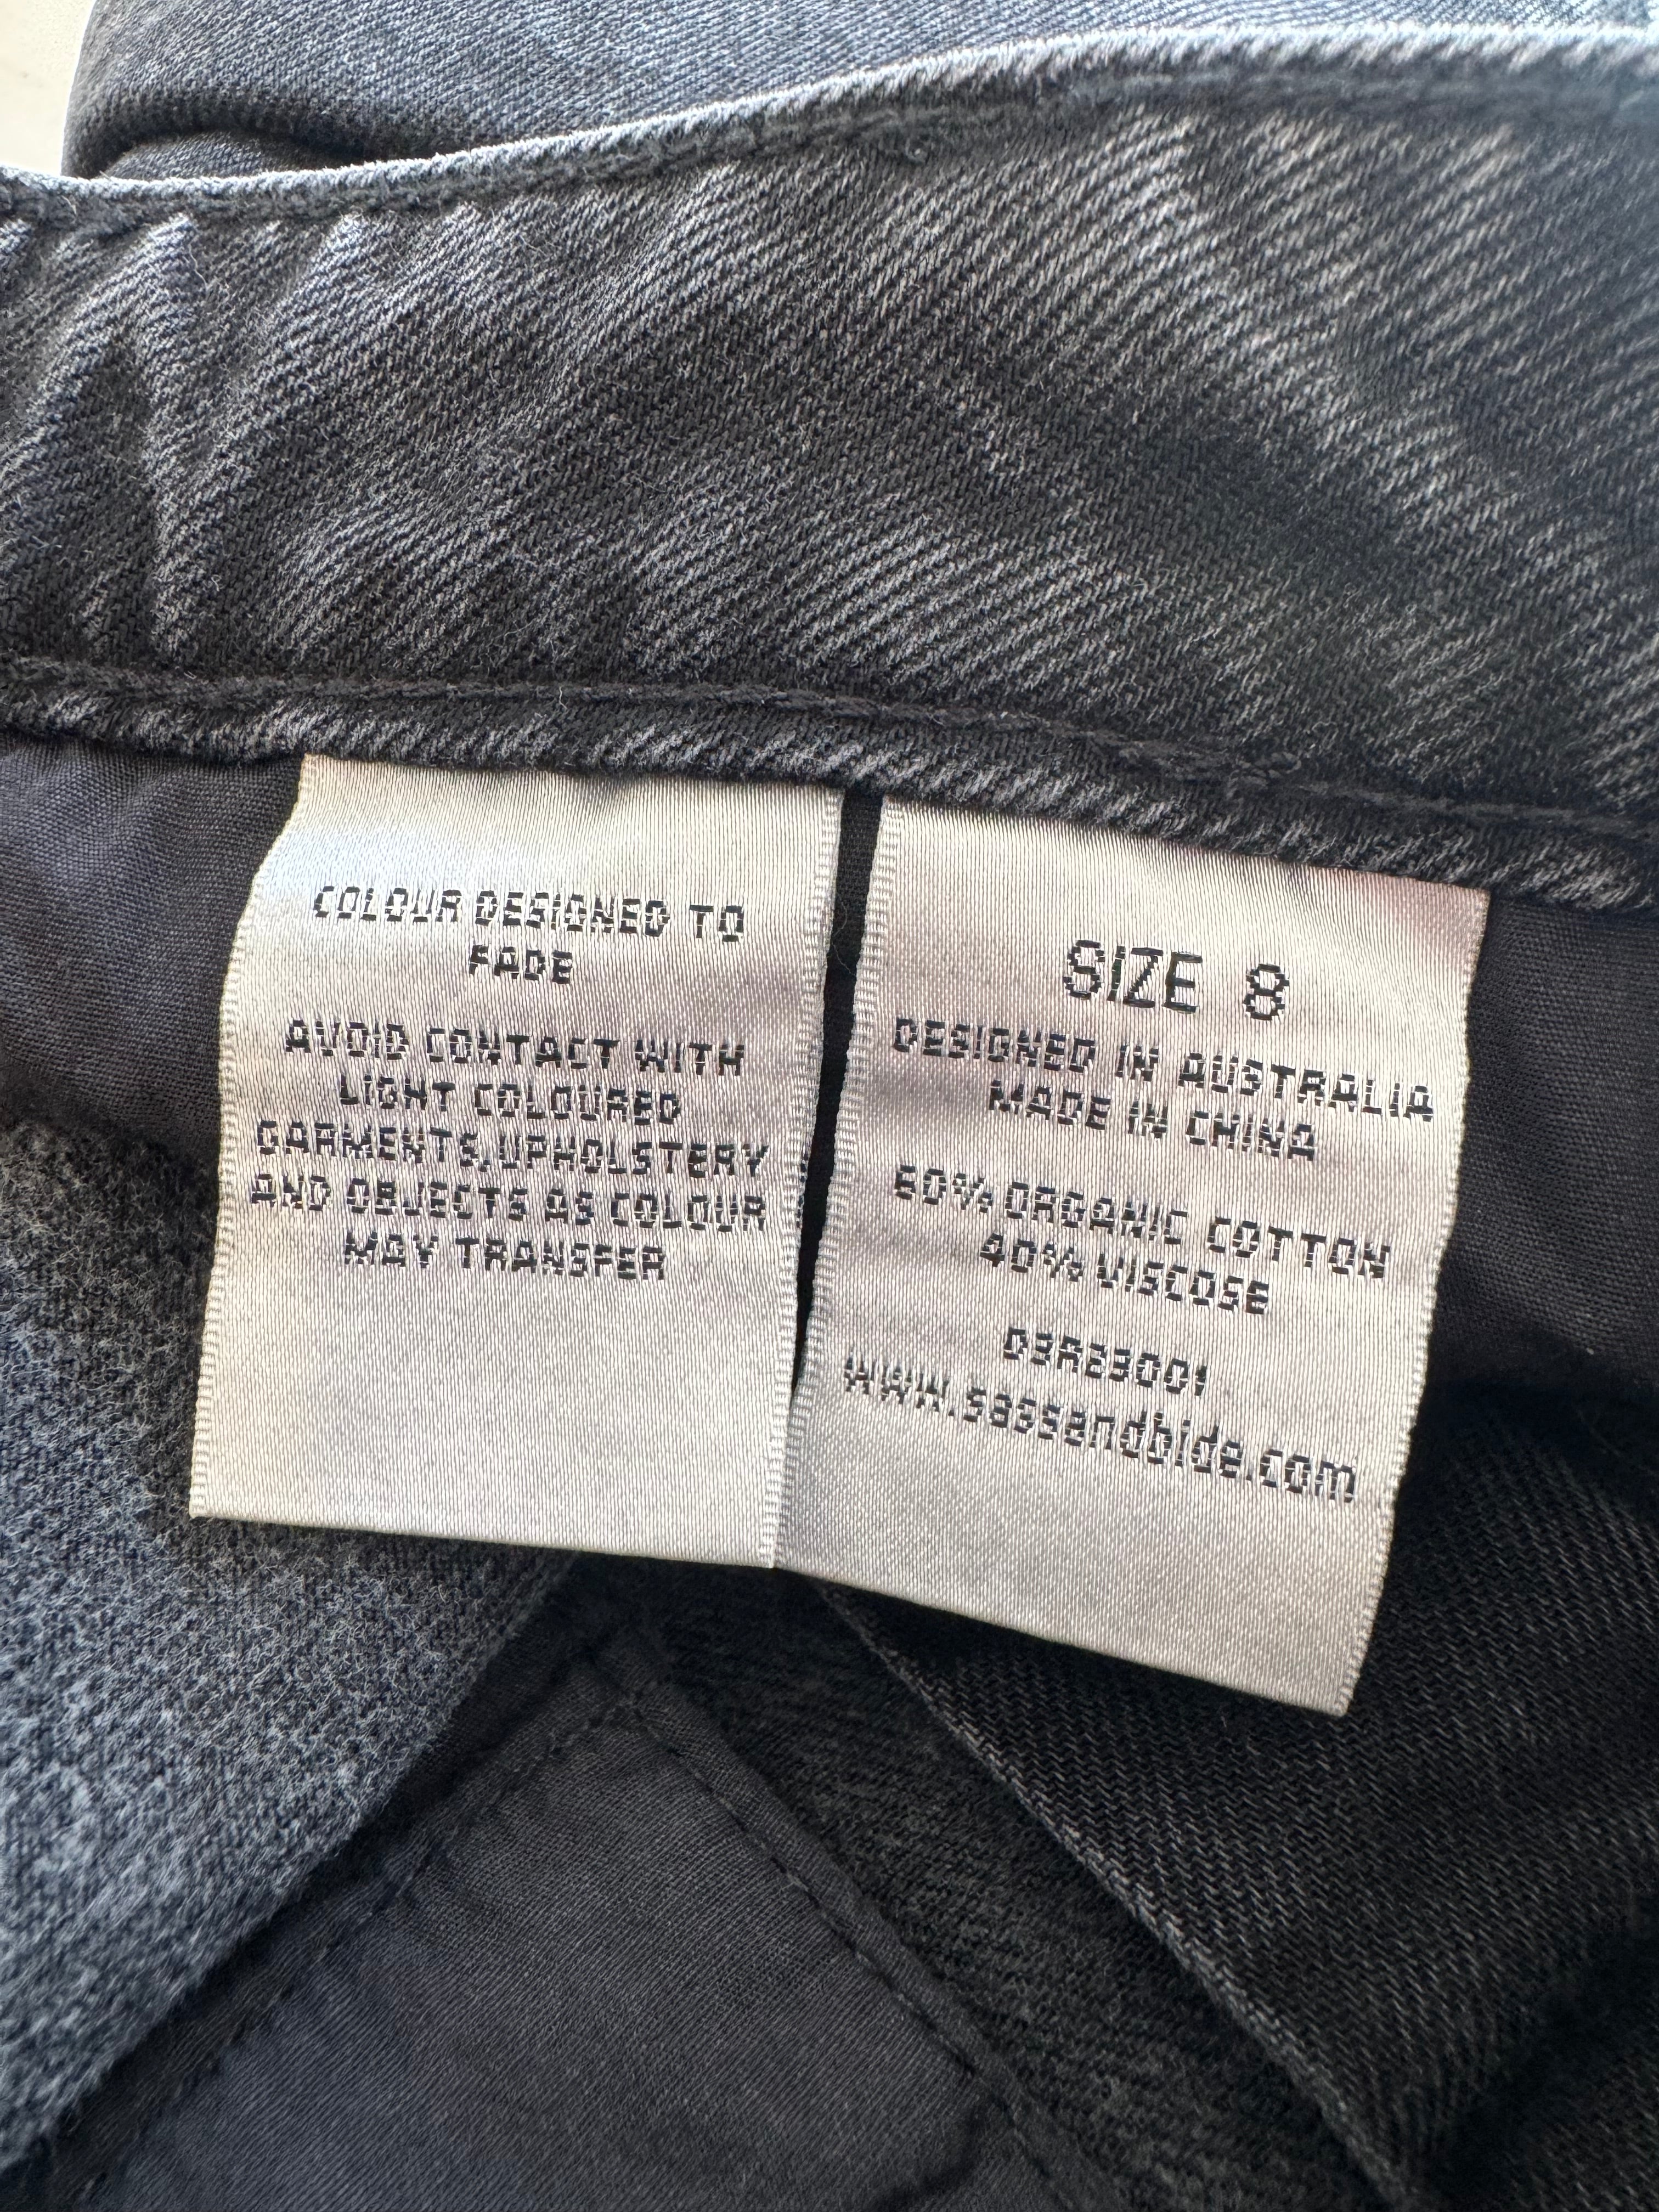 COLOUR DESIGNED TO
FADE
AVOID CONTACT WITH
LIGHT COLOURED
GARMENTS,UPHOLSTERY
AND OBJECTS AS COLOUR
MAY TRANSFER
SIZE 8
DESIGNED IN AUSTRALIA
MADE IN CHINA
60% ORGANIC COTTON
40% VISCOSE
www.sassandbide.com